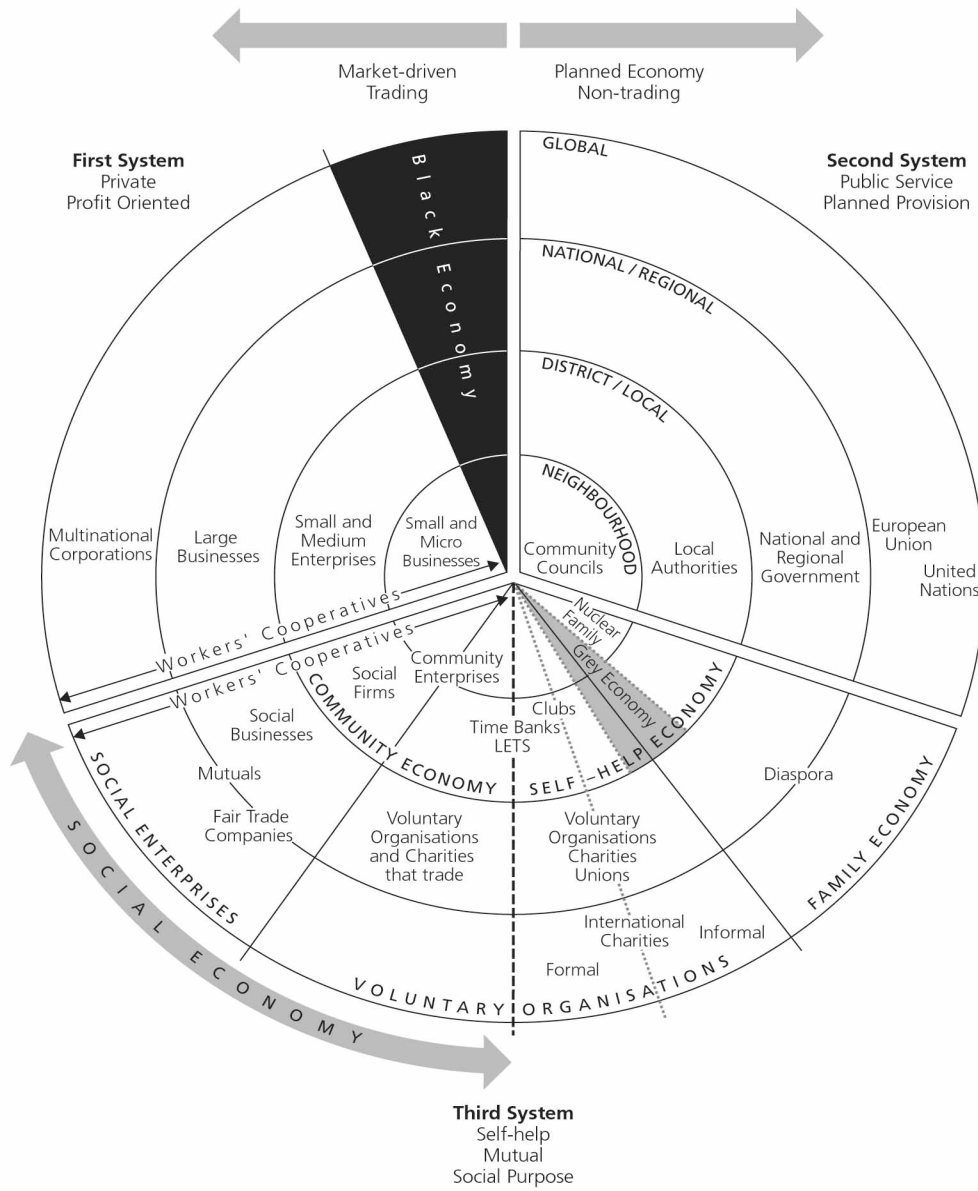 Market-driven
Trading
Planned Economy
Non-trading
First System
Private
Profit Oriented
Second System
Public Service
Planned Provision
Black Economy
GLOBAL
NATIONAL / REGIONAL
DISTRICT / LOCAL
NEIGHBOURHOOD
Multinational
Corporations
Large
Businesses
Small and
Medium
Enterprises
Small and
Micro
Businesses
Community
Councils
Local
Authorities
National and
Regional
Government
European
Union
United
Nations
Workers' Cooperatives
Workers' Cooperatives
Nuclear
Family
Grey Economy
Social
Firms
Community
Enterprises
Social
Businesses
Clubs
Time Banks
LETS
COMMUNITY ECONOMY
SELF–HELP ECONOMY
Mutuals
Fair Trade
Companies
Voluntary
Organisations
and Charities
that trade
Voluntary
Organisations
Charities
Unions
Diaspora
SOCIAL ENTERPRISES
FAMILY ECONOMY
International
Charities
Informal
Formal
VOLUNTARY ORGANISATIONS
SOCIAL ECONOMY
Third System
Self-help
Mutual
Social Purpose